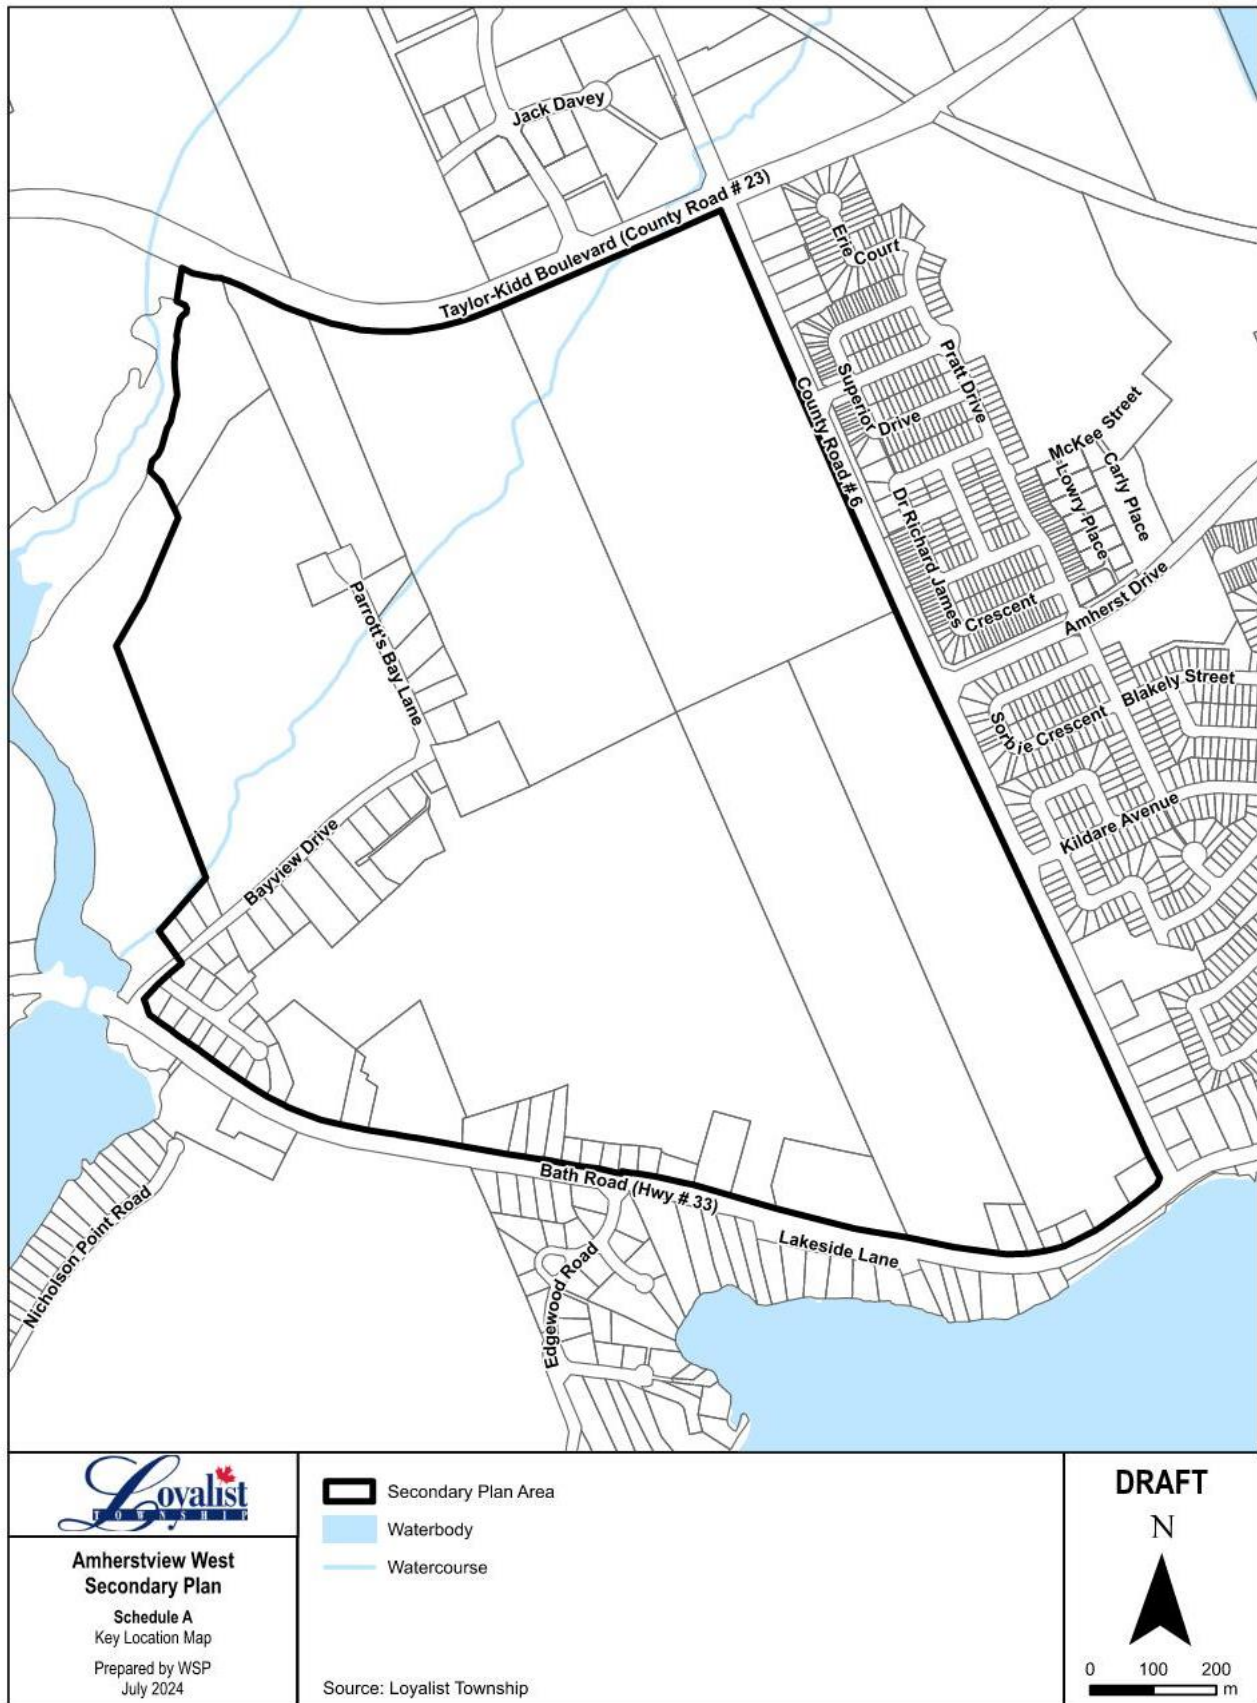 Jack Davey
Taylor-Kidd Boulevard (County Road # 23)
Erie Court
Pratt Drive
Superior Drive
County Road # 6
McKee Street
Carly Place
Lowry Place
Dr Richard James Crescent
Amherst Drive
Parrott's Bay Lane
Blakely Street
Sorbie Crescent
Kildare Avenue
Bayview Drive
Bath Road (Hwy # 33)
Nicholson Point Road
Lakeside Lane
Edgewood Road
Loyalist
TOWNSHIP
Amherstview West
Secondary Plan
Schedule A
Key Location Map
Prepared by WSP
July 2024
Secondary Plan Area
Waterbody
Watercourse
Source: Loyalist Township
DRAFT
N
0 100 200
m